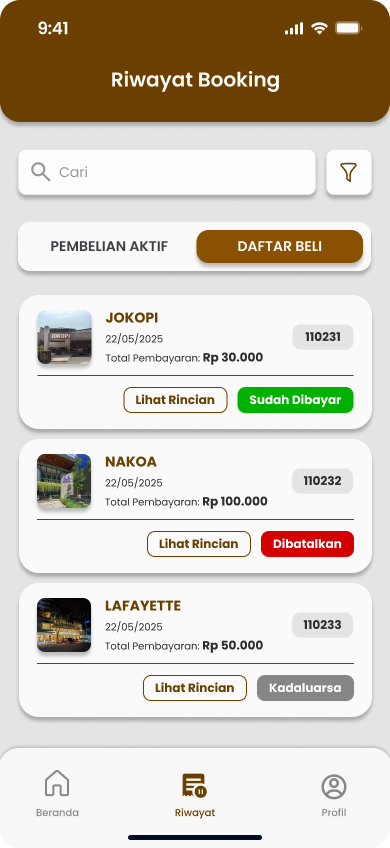 9:41
Riwayat Booking
Cari
PEMBELIAN AKTIF
DAFTAR BELI
JOKOPI
22/05/2025
Total Pembayaran: Rp 30.000
110231
JOKOPI
Lihat Rincian
Sudah Dibayar
NAKOA
22/05/2025
Total Pembayaran: Rp 100.000
110232
Lihat Rincian
Dibatalkan
LAFAYETTE
22/05/2025
Total Pembayaran: Rp 50.000
110233
Lihat Rincian
Kadaluarsa
Beranda
Riwayat
Profil